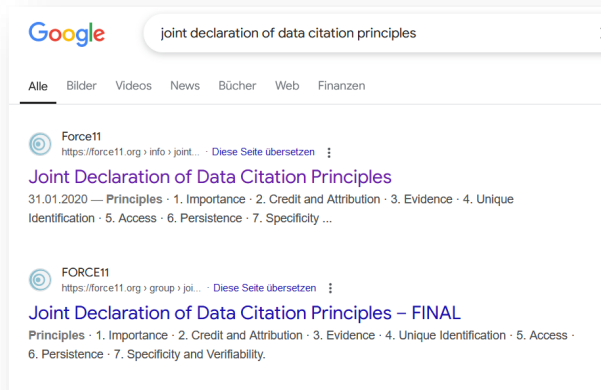 Google
joint declaration of data citation principles
Alle Bilder Videos News Bücher Web Finanzen
Force11
https://force11.org › info › joint... · Diese Seite übersetzen
Joint Declaration of Data Citation Principles
31.01.2020 — Principles · 1. Importance · 2. Credit and Attribution · 3. Evidence · 4. Unique
Identification · 5. Access · 6. Persistence · 7. Specificity ...
FORCE11
https://force11.org › group › joi... · Diese Seite übersetzen
Joint Declaration of Data Citation Principles – FINAL
Principles · 1. Importance · 2. Credit and Attribution · 3. Evidence · 4. Unique Identification · 5. Access ·
6. Persistence · 7. Specificity and Verifiability.